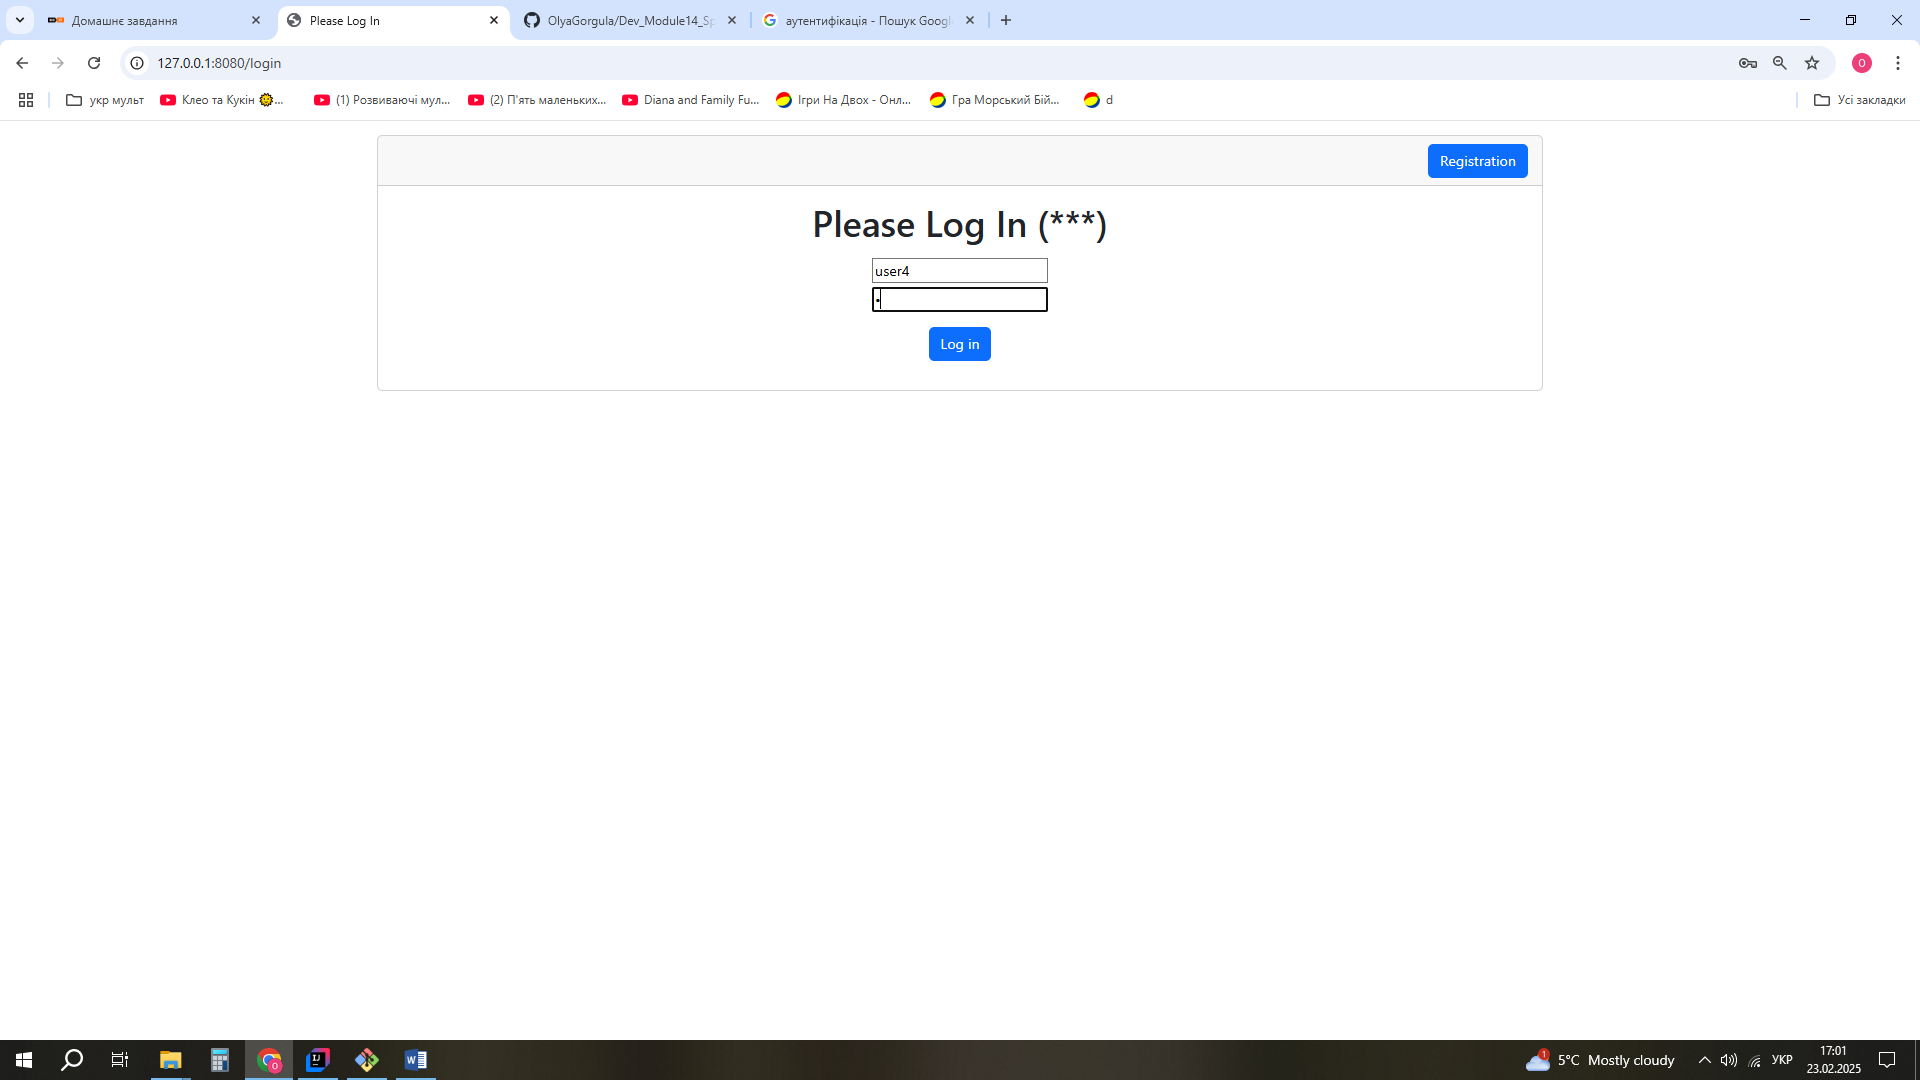 Домашнє завдання
Please Log In
OlyaGorgula/Dev_Module14_Sp
аутентифікація - Пошук Googl
127.0.0.1:8080/login
O
укр мульт
Клео та Кукін 🌞...
(1) Розвиваючі мул...
(2) П'ять маленьких...
Diana and Family Fu...
Ігри На Двох - Онл...
Гра Морський Бій...
d
Усі закладки
Registration
Please Log In (***)
user4
•
Log in
1
5°C Mostly cloudy
УКР
17:01
23.02.2025